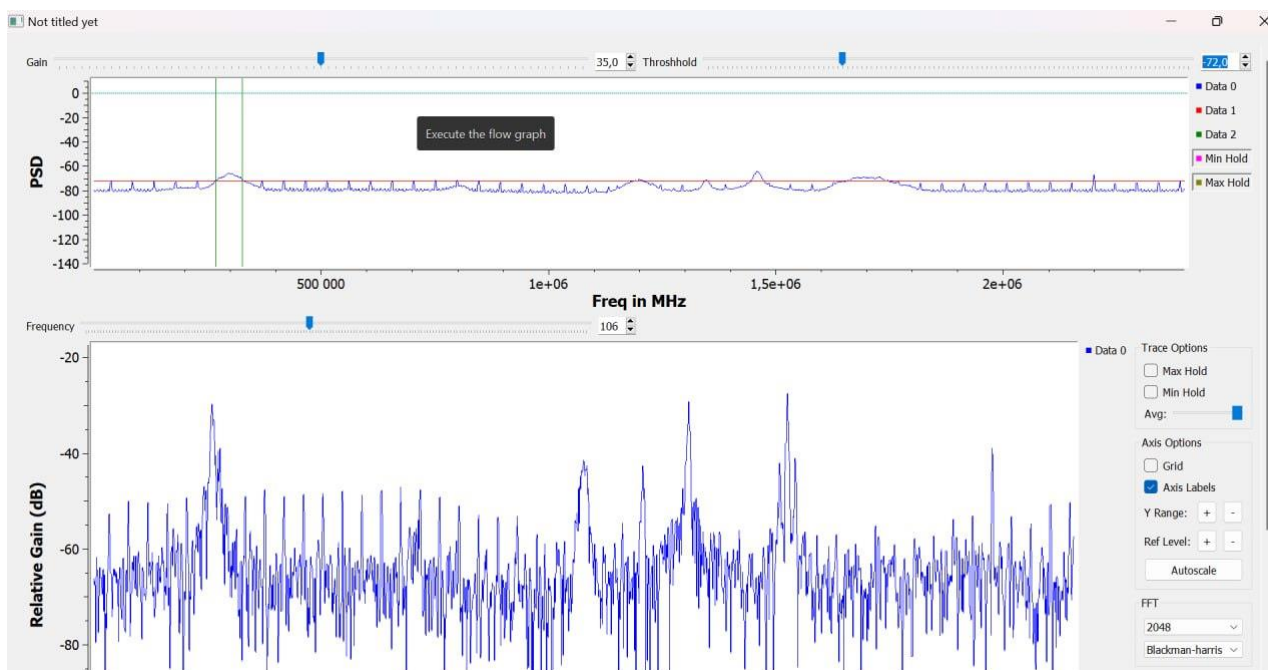 Not titled yet
Gain 35,0 Throshhold -72,0
0
-20
-40
-60
-80
-100
-120
-140
PSD
Execute the flow graph
Data 0
Data 1
Data 2
Min Hold
Max Hold
500 000 1e+06 1,5e+06 2e+06
Freq in MHz
Frequency 106
-20
-40
-60
-80
Relative Gain (dB)
Data 0
Trace Options
Max Hold
Min Hold
Avg:
Axis Options
Grid
Axis Labels
Y Range: + -
Ref Level: + -
Autoscale
FFT
2048
Blackman-harris